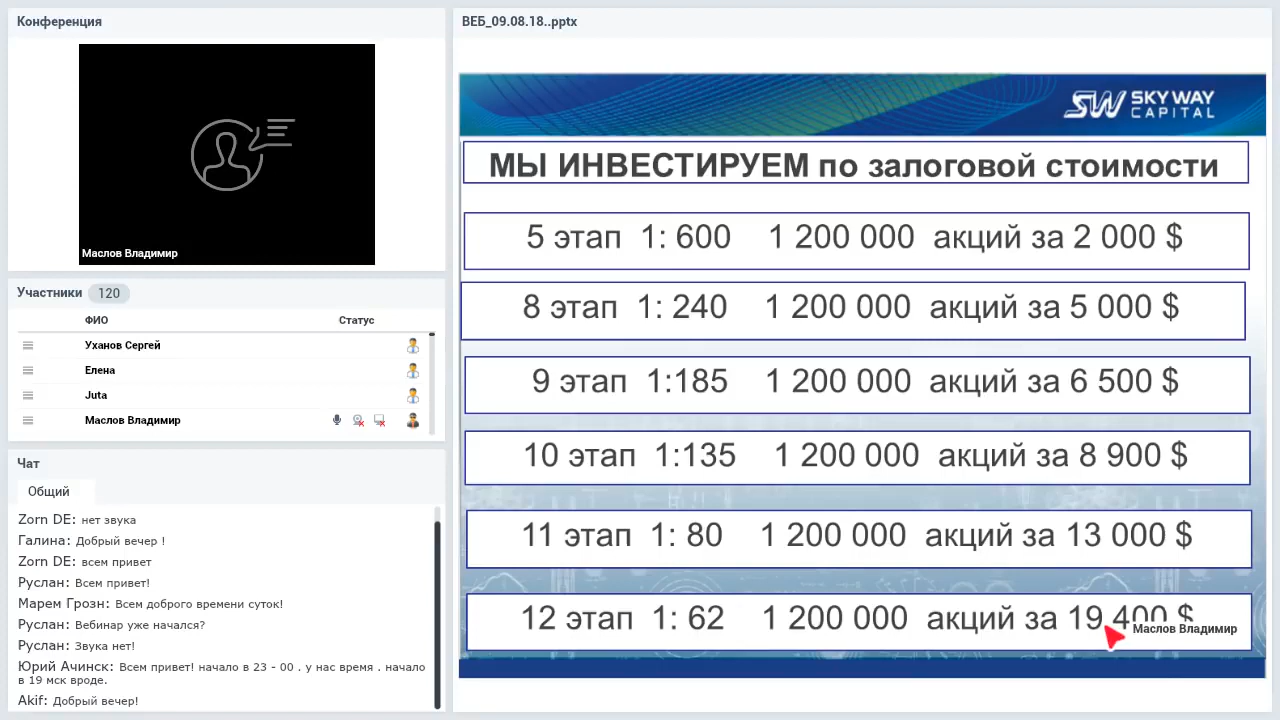 Конференция
Маслов Владимир
Участники 120
ФИО Статус
Уханов Сергей
Елена
Juta
Маслов Владимир
Чат
Общий
Zorn DE: нет звука
Галина: Добрый вечер !
Zorn DE: всем привет
Руслан: Всем привет!
Марем Грозн: Всем доброго времени суток!
Руслан: Вебинар уже начался?
Руслан: Звука нет!
Юрий Ачинск: Всем привет! начало в 23 - 00 . у нас время . начало
в 19 мск вроде.
Akif: Добрый вечер!
ВЕБ_09.08.18..pptx
SW SKY WAY
CAPITAL
МЫ ИНВЕСТИРУЕМ по залоговой стоимости
5 этап 1: 600 1 200 000 акций за 2 000 $
8 этап 1: 240 1 200 000 акций за 5 000 $
9 этап 1:185 1 200 000 акций за 6 500 $
10 этап 1:135 1 200 000 акций за 8 900 $
11 этап 1: 80 1 200 000 акций за 13 000 $
12 этап 1: 62 1 200 000 акций за 19 400 $
Маслов Владимир